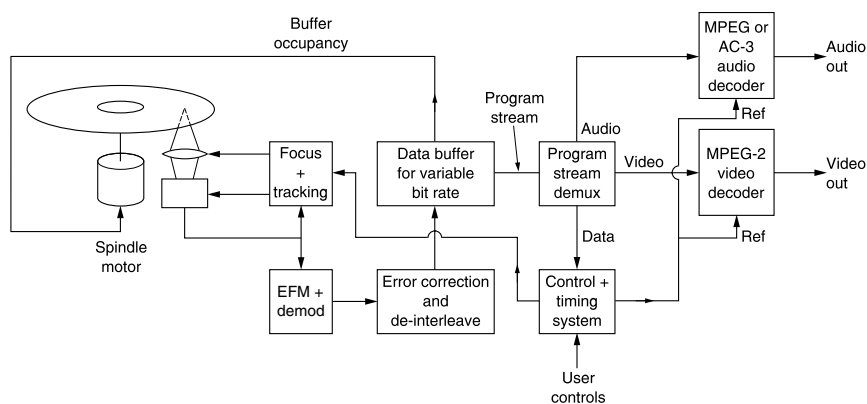 Buffer
occupancy
MPEG or
AC-3
audio
decoder
Audio
out
Ref
Program
stream
Audio
Focus
+
tracking
Data buffer
for variable
bit rate
Program
stream
demux
Video
MPEG-2
video
decoder
Video
out
Ref
Spindle
motor
Data
EFM +
demod
Error correction
and
de-interleave
Control +
timing
system
User
controls